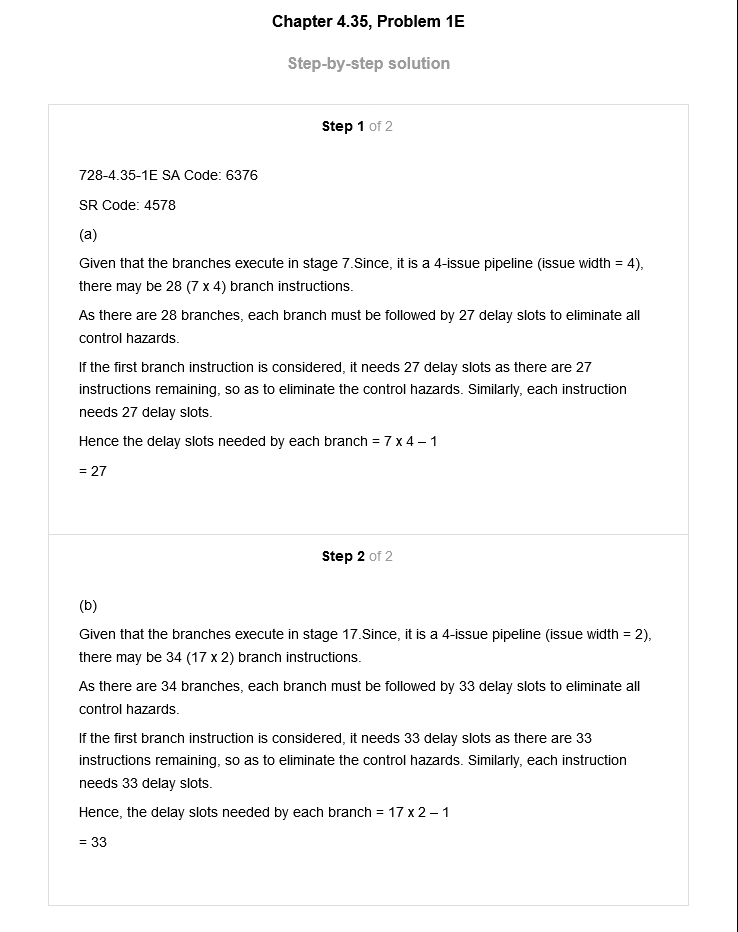 Chapter 4.35, Problem 1E
Step-by-step solution
Step 1 of 2
728-4.35-1E SA Code: 6376
SR Code: 4578
(a)
Given that the branches execute in stage 7.Since, it is a 4-issue pipeline (issue width = 4),
there may be 28 (7 x 4) branch instructions.
As there are 28 branches, each branch must be followed by 27 delay slots to eliminate all
control hazards.
If the first branch instruction is considered, it needs 27 delay slots as there are 27
instructions remaining, so as to eliminate the control hazards. Similarly, each instruction
needs 27 delay slots.
Hence the delay slots needed by each branch = 7 x 4 – 1
= 27
Step 2 of 2
(b)
Given that the branches execute in stage 17.Since, it is a 4-issue pipeline (issue width = 2),
there may be 34 (17 x 2) branch instructions.
As there are 34 branches, each branch must be followed by 33 delay slots to eliminate all
control hazards.
If the first branch instruction is considered, it needs 33 delay slots as there are 33
instructions remaining, so as to eliminate the control hazards. Similarly, each instruction
needs 33 delay slots.
Hence, the delay slots needed by each branch = 17 x 2 – 1
= 33